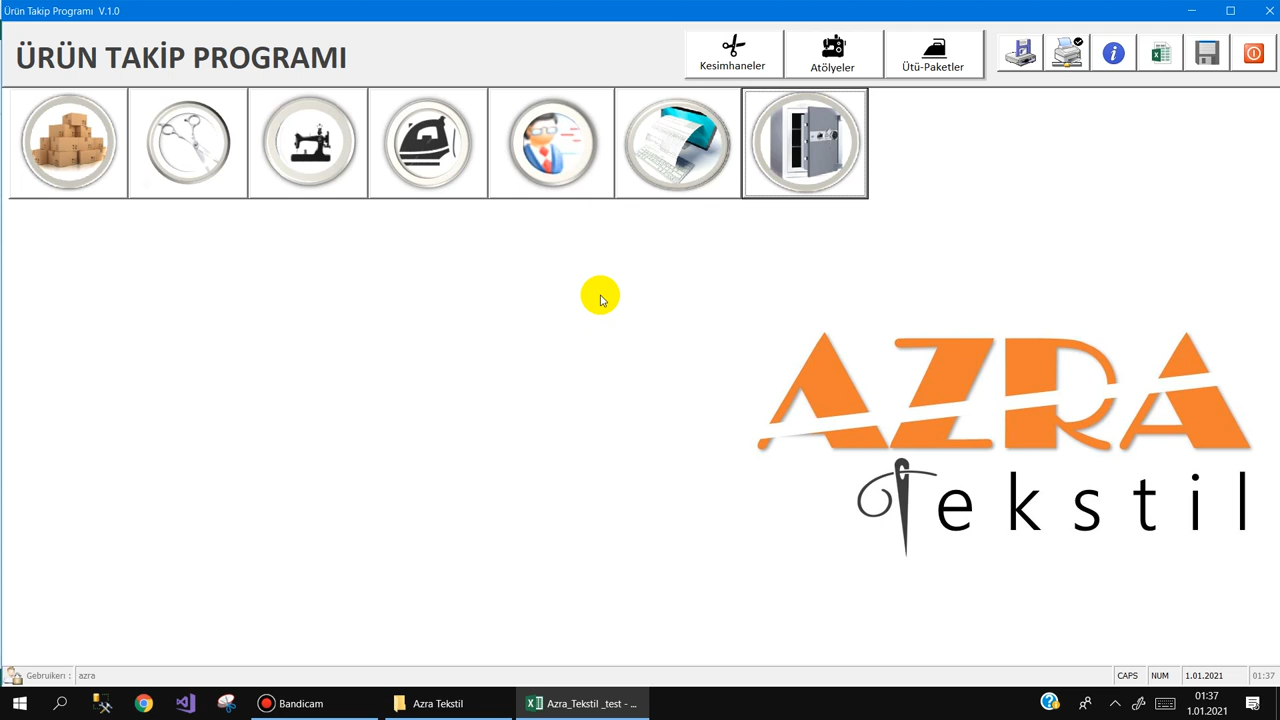 Ürün Takip Programı V.1.0
ÜRÜN TAKİP PROGRAMI
Kesimhaneler
Atölyeler
Ütü-Paketler
AZRA
Tekstil
Gebruikerı :
azra
CAPS
NUM
1.01.2021
01:37
Bandicam
Azra Tekstil
Azra_Tekstil _test - ...
01:37
1.01.2021